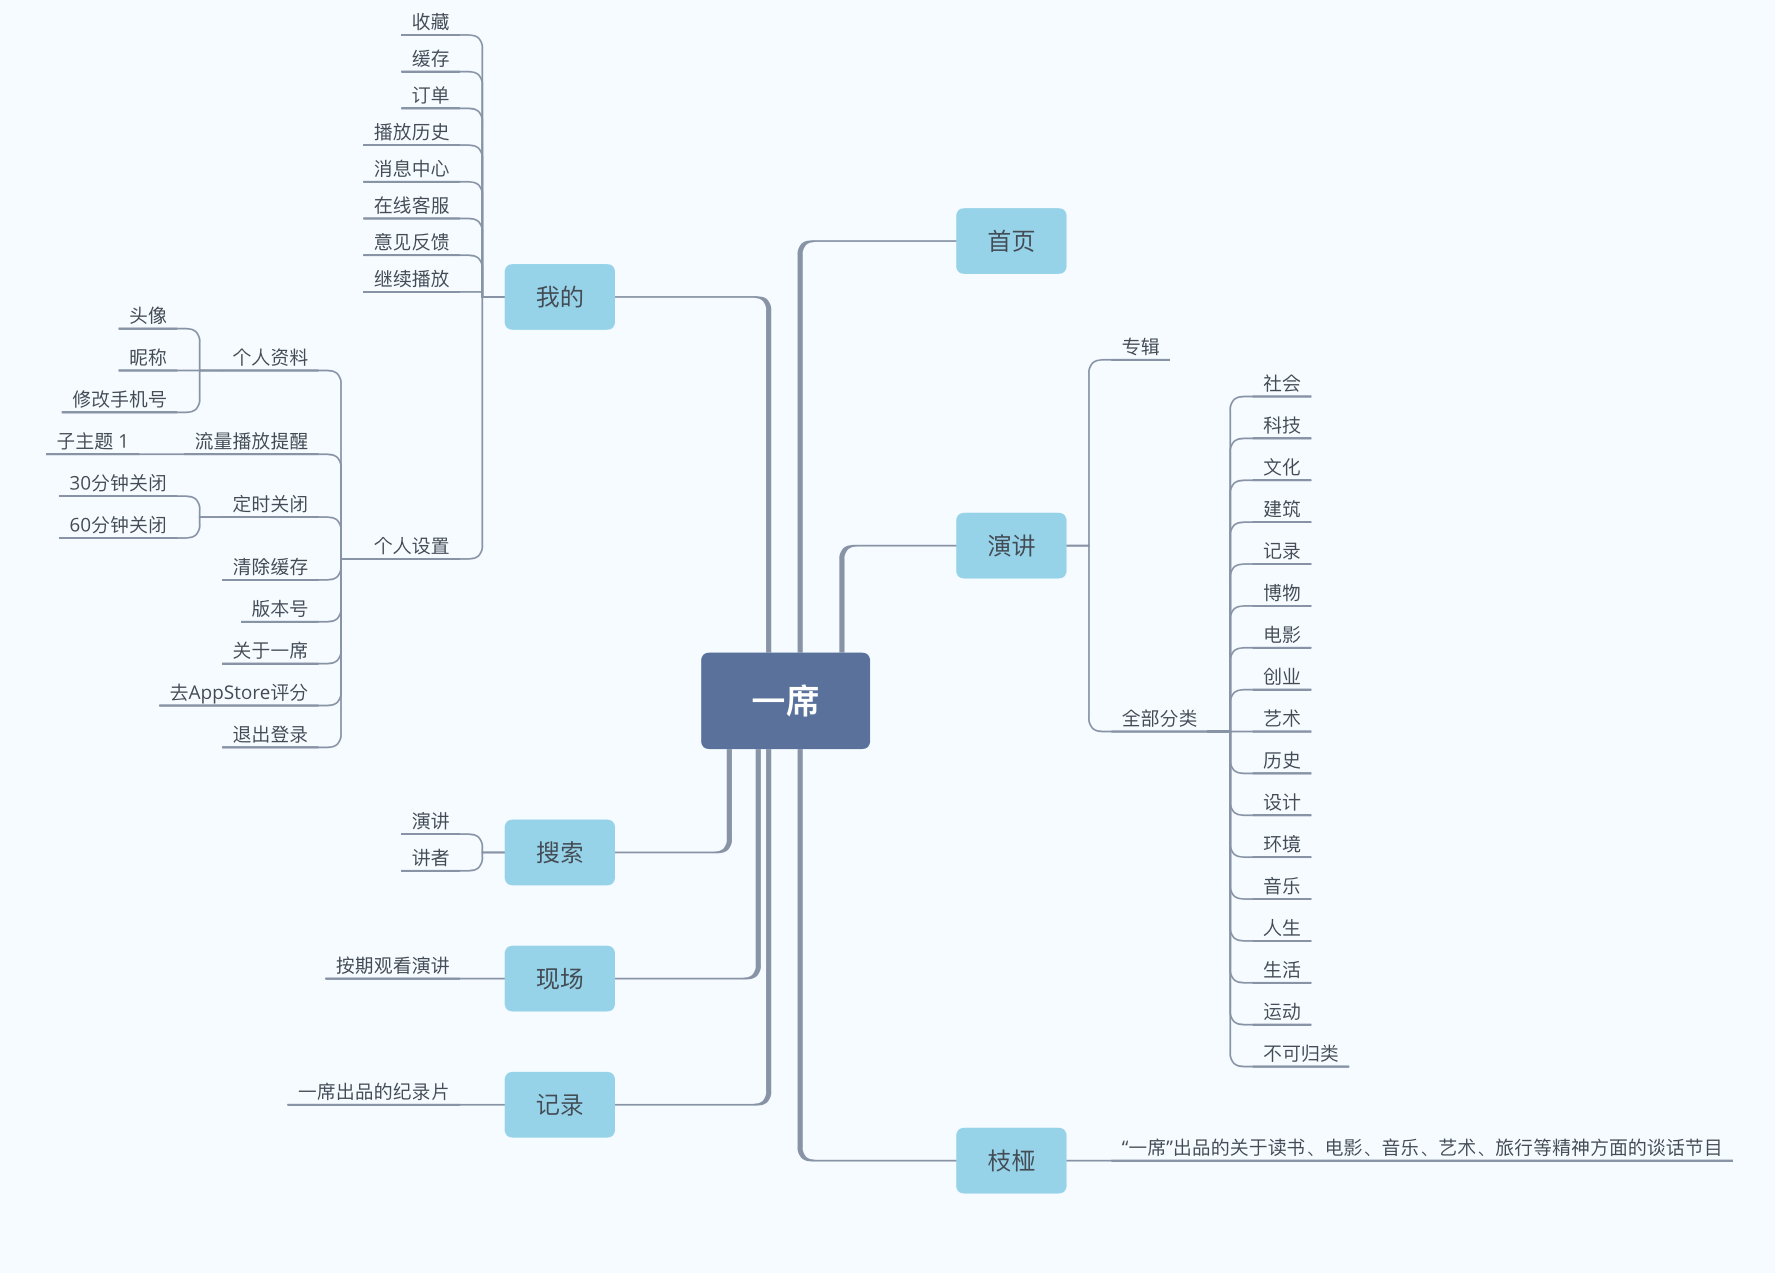 一席
首页
演讲
专辑
全部分类
社会
科技
文化
建筑
记录
博物
电影
创业
艺术
历史
设计
环境
音乐
人生
生活
运动
不可归类
枝桠
“一席”出品的关于读书、电影、音乐、艺术、旅行等精神方面的谈话节目
我的
收藏
缓存
订单
播放历史
消息中心
在线客服
意见反馈
继续播放
个人设置
个人资料
头像
昵称
修改手机号
流量播放提醒
子主题 1
定时关闭
30分钟关闭
60分钟关闭
清除缓存
版本号
关于一席
去AppStore评分
退出登录
搜索
演讲
讲者
现场
按期观看演讲
记录
一席出品的纪录片